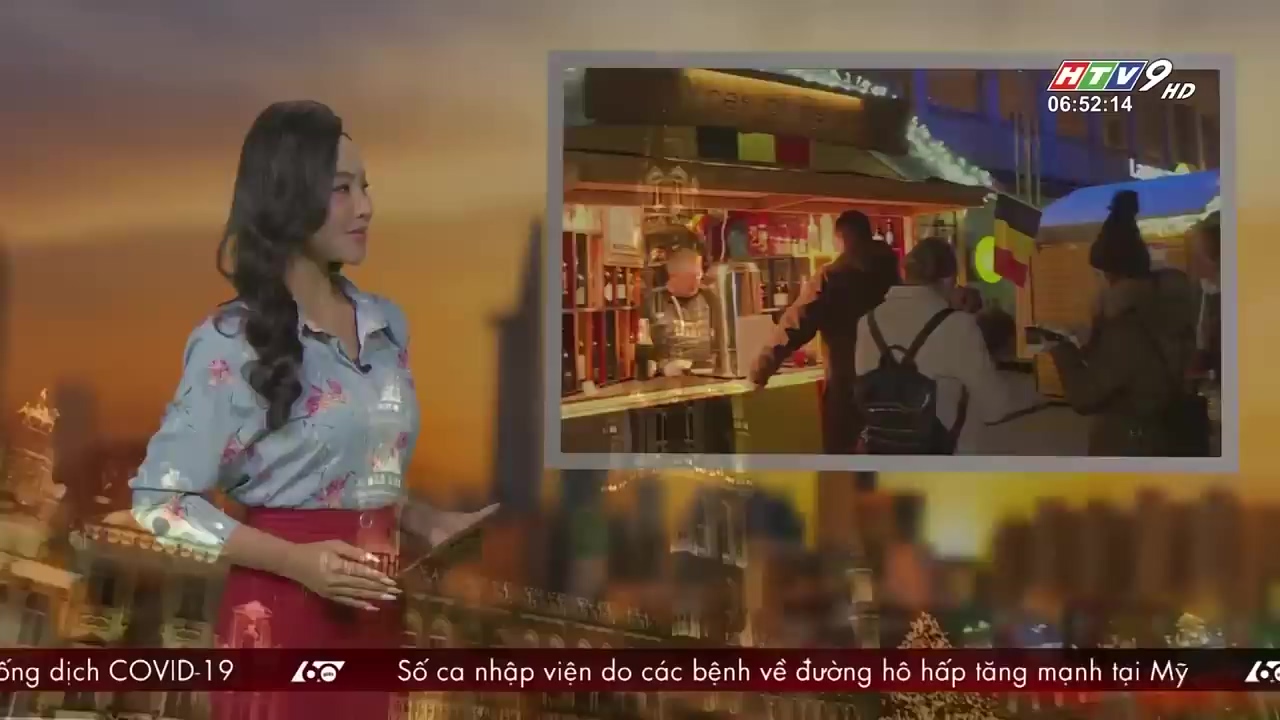 HTV9 HD
06:52:14
ống dịch COVID-19 60 Số ca nhập viện do các bệnh về đường hô hấp tăng mạnh tại Mỹ